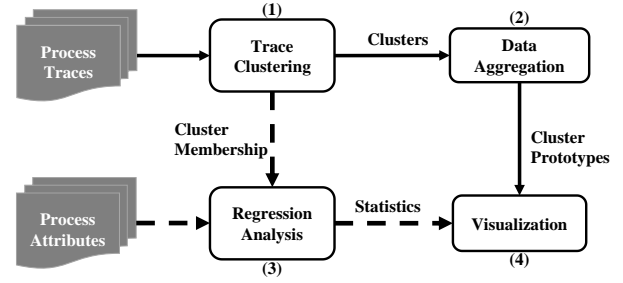 (1)
(2)
Process
Traces
Trace
Clustering
Clusters
Data
Aggregation
Cluster
Membership
Cluster
Prototypes
Process
Attributes
Regression
Analysis
Statistics
Visualization
(3)
(4)